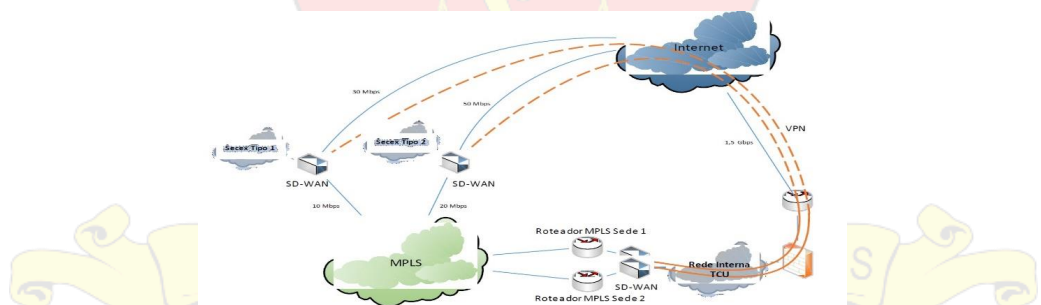 Internet
30 Mbps
50 Mbps
VPN
1,5 Gbps
Secex Tipo 1
Secex Tipo 2
SD-WAN
SD-WAN
10 Mbps
20 Mbps
Roteador MPLS Sede 1
MPLS
Rede Interna
TCU
SD-WAN
Roteador MPLS Sede 2